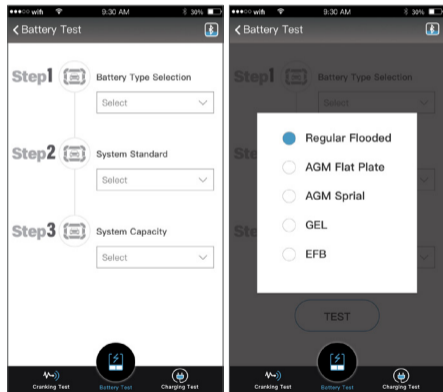 wifi 9:30 AM 30%
Battery Test
Step1 Battery Type Selection
Select
Step2 System Standard
Select
Step3 System Capacity
Select
Cranking Test Battery Test Charging Test
wifi 9:30 AM 30%
Battery Test
Step1 Battery Type Selection
Select
Regular Flooded
AGM Flat Plate
AGM Sprial
GEL
EFB
Ste
Ste
TEST
Cranking Test Battery Test Charging Test